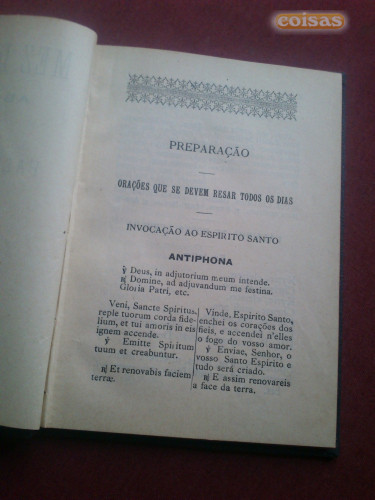 coisas
PREPARAÇÃO
ORAÇÕES QUE SE DEVEM RESAR TODOS OS DIAS
INVOCAÇÃO AO ESPIRITO SANTO
ANTIPHONA
℣ Deus, in adjutorium meum intende.
℟ Domine, ad adjuvandum me festina.
Gloria Patri, etc.
Veni, Sancte Spiritus,
reple tuorum corda fide-
lium, et tui amoris in eis
ignem accende.
℣ Emitte Spiritum
tuum et creabuntur.
℟ Et renovabis faciem
terræ.
Vinde, Espirito Santo,
enchei os corações dos
fieis, e accendei n'elles
o fogo do vosso amor.
℣ Enviae, Senhor, o
vosso Santo Espirito e
tudo será criado.
℟ E assim renovareis
a face da terra.